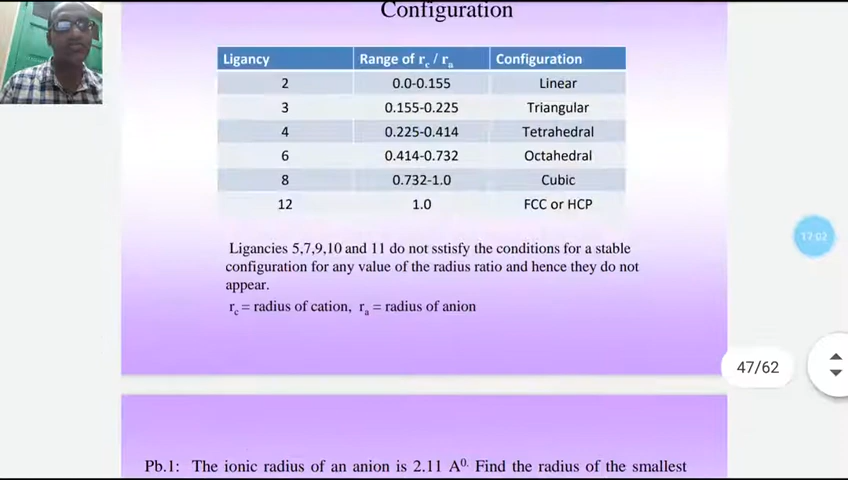 Configuration
Ligancy Range of rc / ra Configuration
2 0.0-0.155 Linear
3 0.155-0.225 Triangular
4 0.225-0.414 Tetrahedral
6 0.414-0.732 Octahedral
8 0.732-1.0 Cubic
12 1.0 FCC or HCP
Ligancies 5,7,9,10 and 11 do not sstisfy the conditions for a stable
configuration for any value of the radius ratio and hence they do not
appear.
rc = radius of cation, ra = radius of anion
17:02
47/62
Pb.1: The ionic radius of an anion is 2.11 A0. Find the radius of the smallest